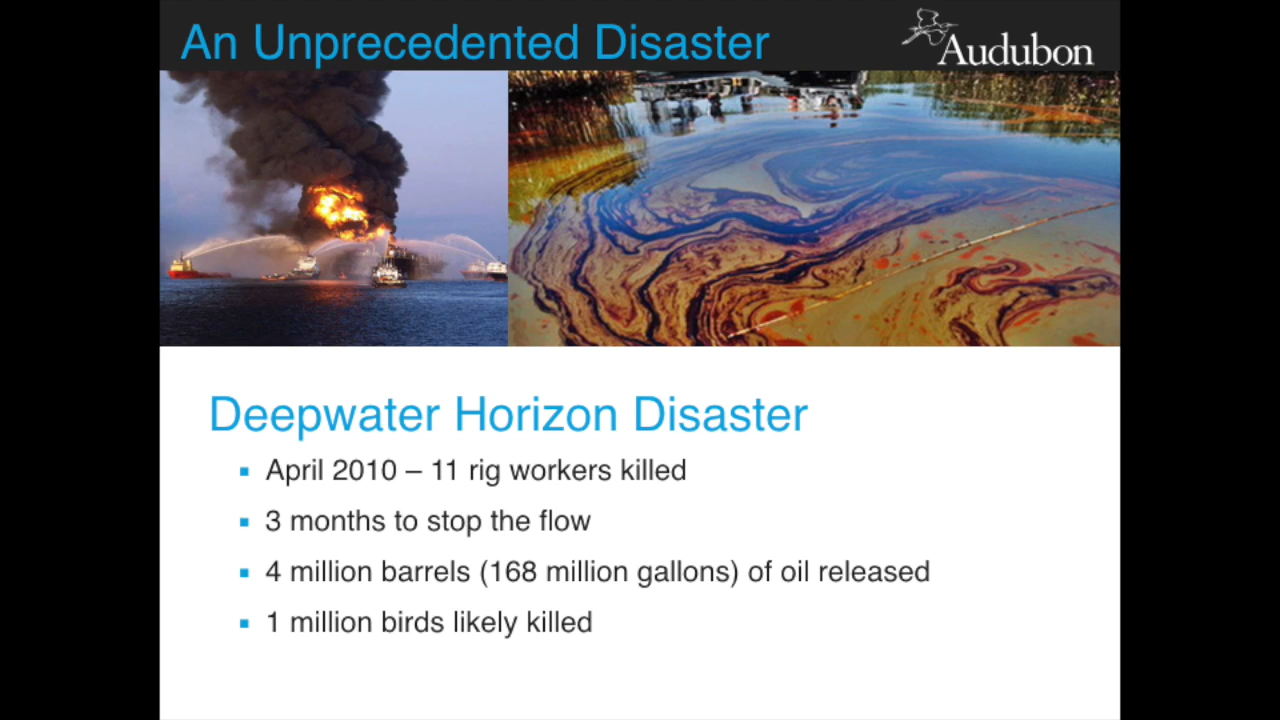 An Unprecedented Disaster
Audubon
Deepwater Horizon Disaster
▪ April 2010 – 11 rig workers killed
▪ 3 months to stop the flow
▪ 4 million barrels (168 million gallons) of oil released
▪ 1 million birds likely killed